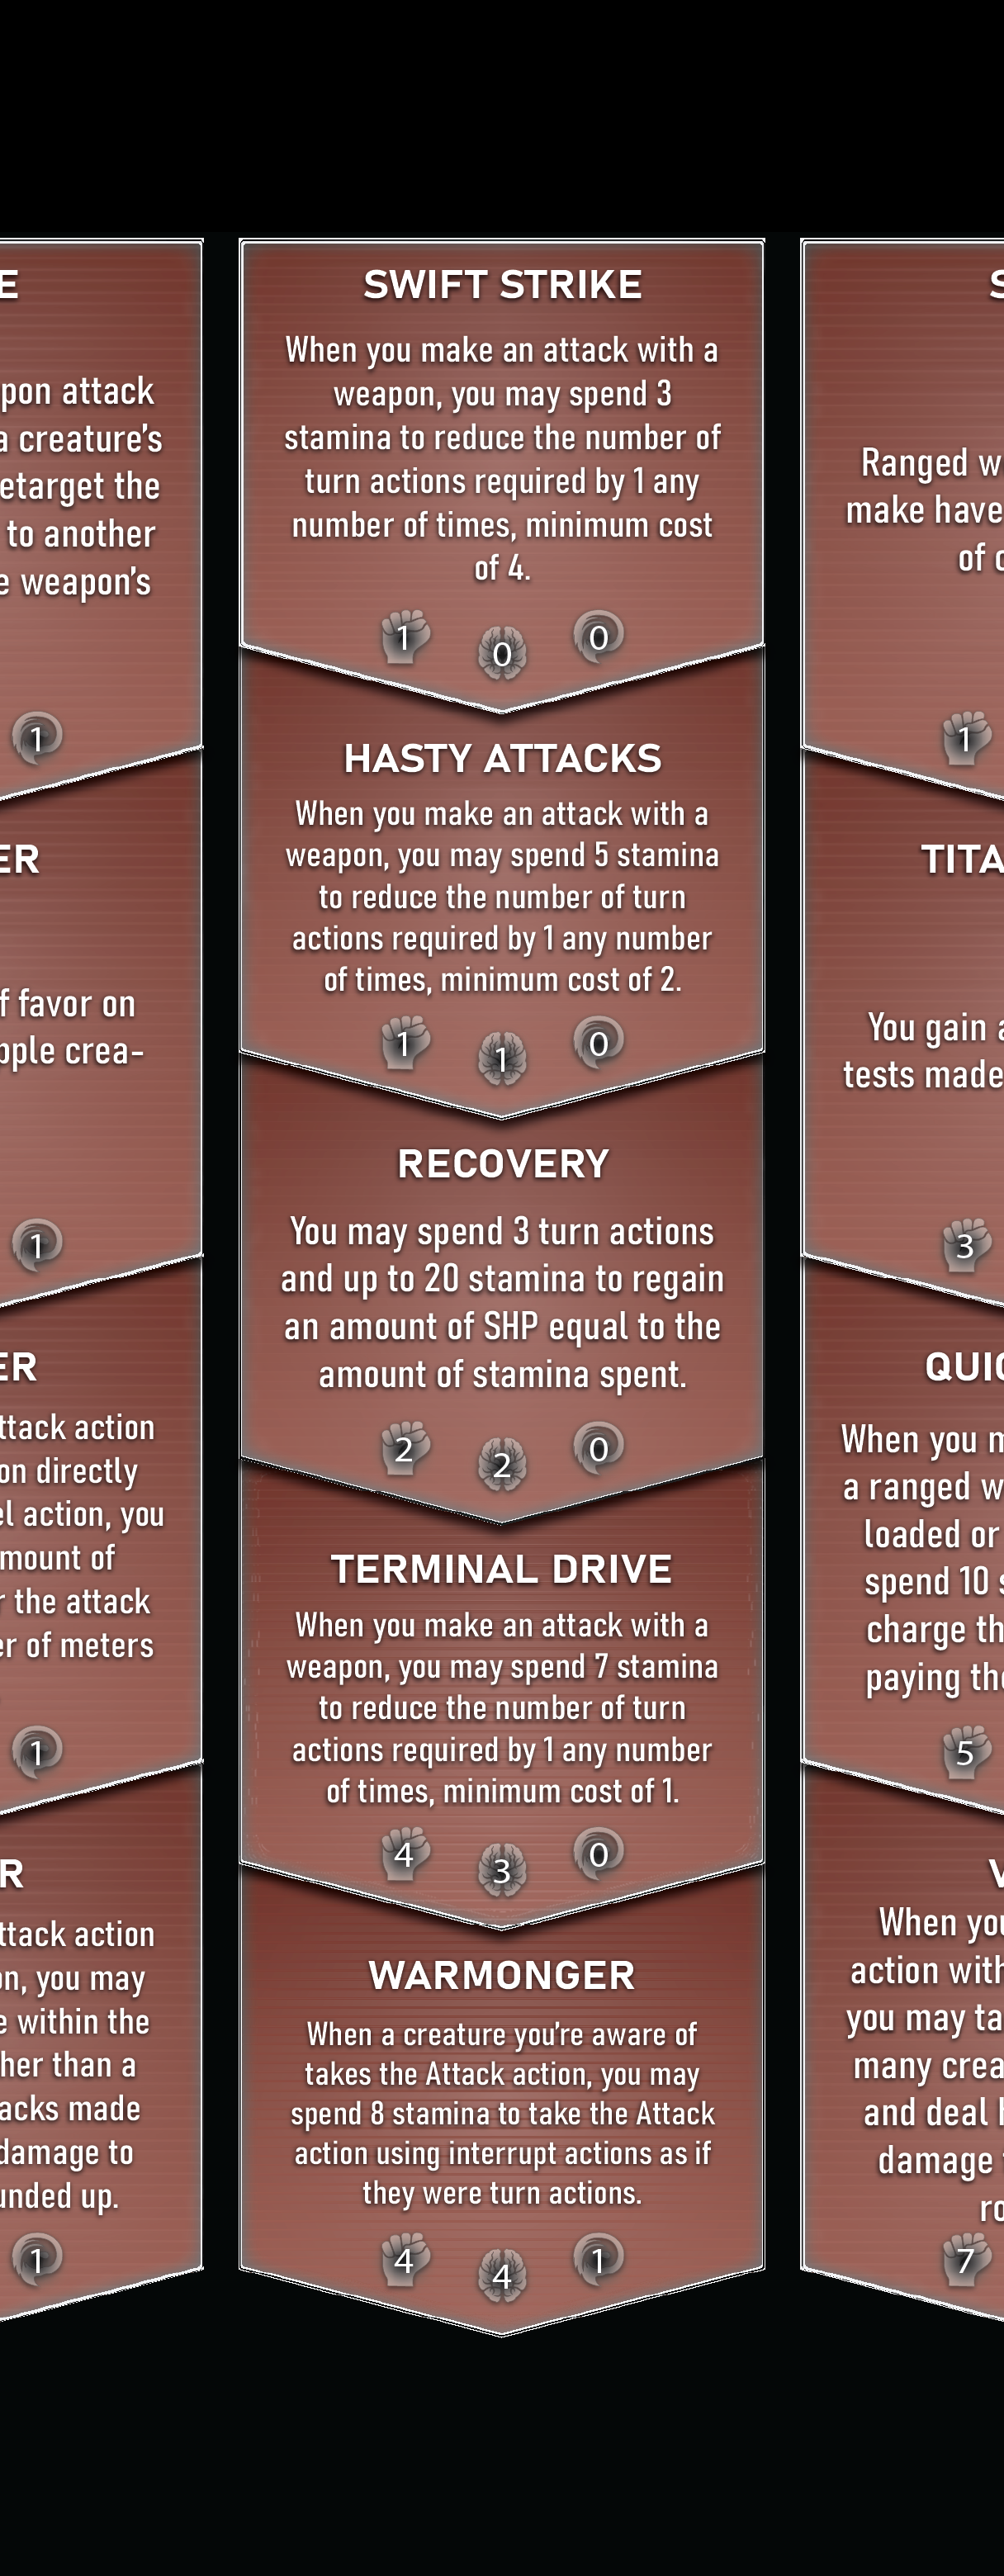 E
pon attack
a creature's
etarget the
to another
e weapon's
1
ER
f favor on
pple crea-
1
ER
ttack action
on directly
el action, you
mount of
r the attack
er of meters
1
R
ttack action
on, you may
e within the
her than a
acks made
damage to
unded up.
1
SWIFT STRIKE
When you make an attack with a
weapon, you may spend 3
stamina to reduce the number of
turn actions required by 1 any
number of times, minimum cost
of 4.
1 0 0
HASTY ATTACKS
When you make an attack with a
weapon, you may spend 5 stamina
to reduce the number of turn
actions required by 1 any number
of times, minimum cost of 2.
1 1 0
RECOVERY
You may spend 3 turn actions
and up to 20 stamina to regain
an amount of SHP equal to the
amount of stamina spent.
2 2 0
TERMINAL DRIVE
When you make an attack with a
weapon, you may spend 7 stamina
to reduce the number of turn
actions required by 1 any number
of times, minimum cost of 1.
4 3 0
WARMONGER
When a creature you're aware of
takes the Attack action, you may
spend 8 stamina to take the Attack
action using interrupt actions as if
they were turn actions.
4 4 1
S
Ranged w
make have
of c
1
TITA
You gain a
tests made
3
QUIC
When you m
a ranged w
loaded or
spend 10 s
charge th
paying the
5
V
When you
action with
you may ta
many crea
and deal h
damage
ro
7